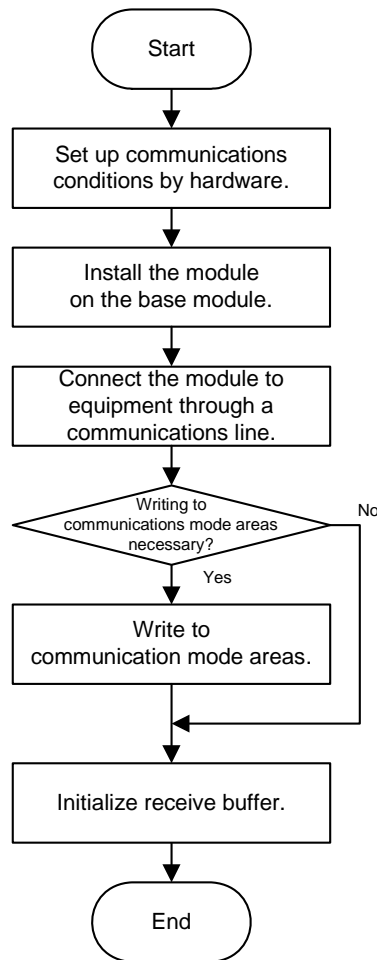 Start
Set up communications
conditions by hardware.
Install the module
on the base module.
Connect the module to
equipment through a
communications line.
Writing to
communications mode areas
necessary?
No
Yes
Write to
communication mode areas.
Initialize receive buffer.
End